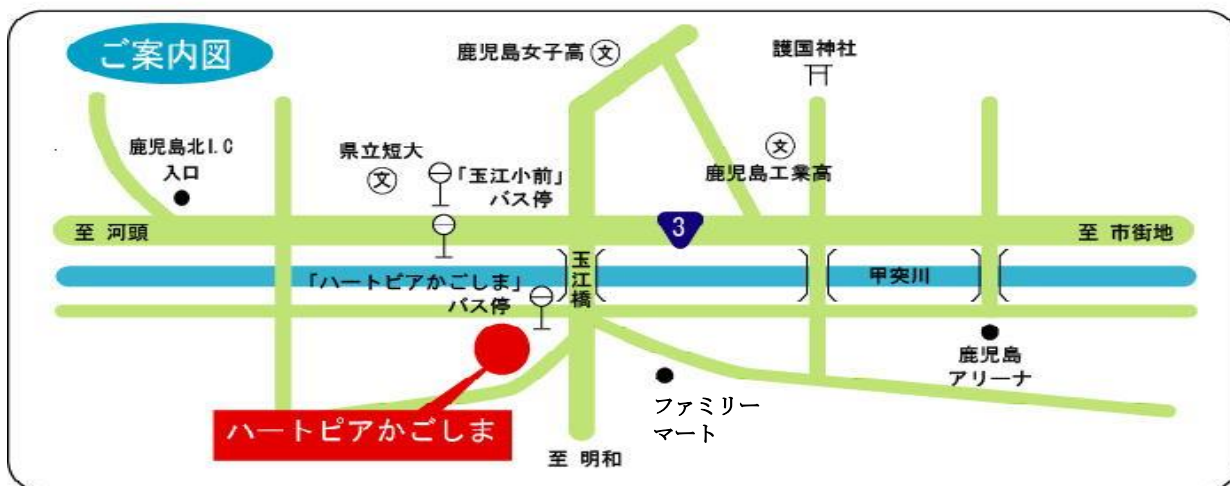 ご案内図
鹿児島女子高
文
護国神社
鹿児島北I.C
入口
県立短大
文
「玉江小前」
バス停
文
鹿児島工業高
至 河頭
3
至 市街地
玉江橋
甲突川
「ハートピアかごしま」
バス停
鹿児島
アリーナ
ファミリー
マート
ハートピアかごしま
至 明和